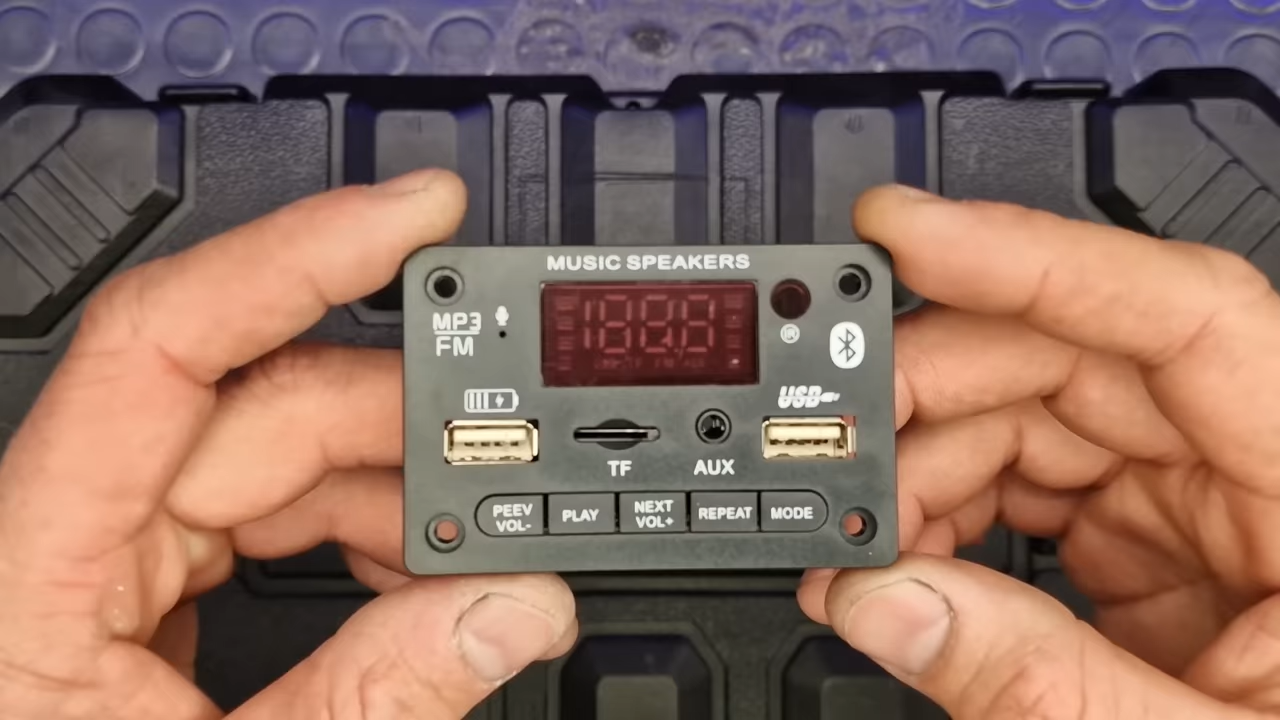 MUSIC SPEAKERS
MP3
FM
USB
TF
AUX
PEEV
VOL-
PLAY
NEXT
VOL+
REPEAT
MODE